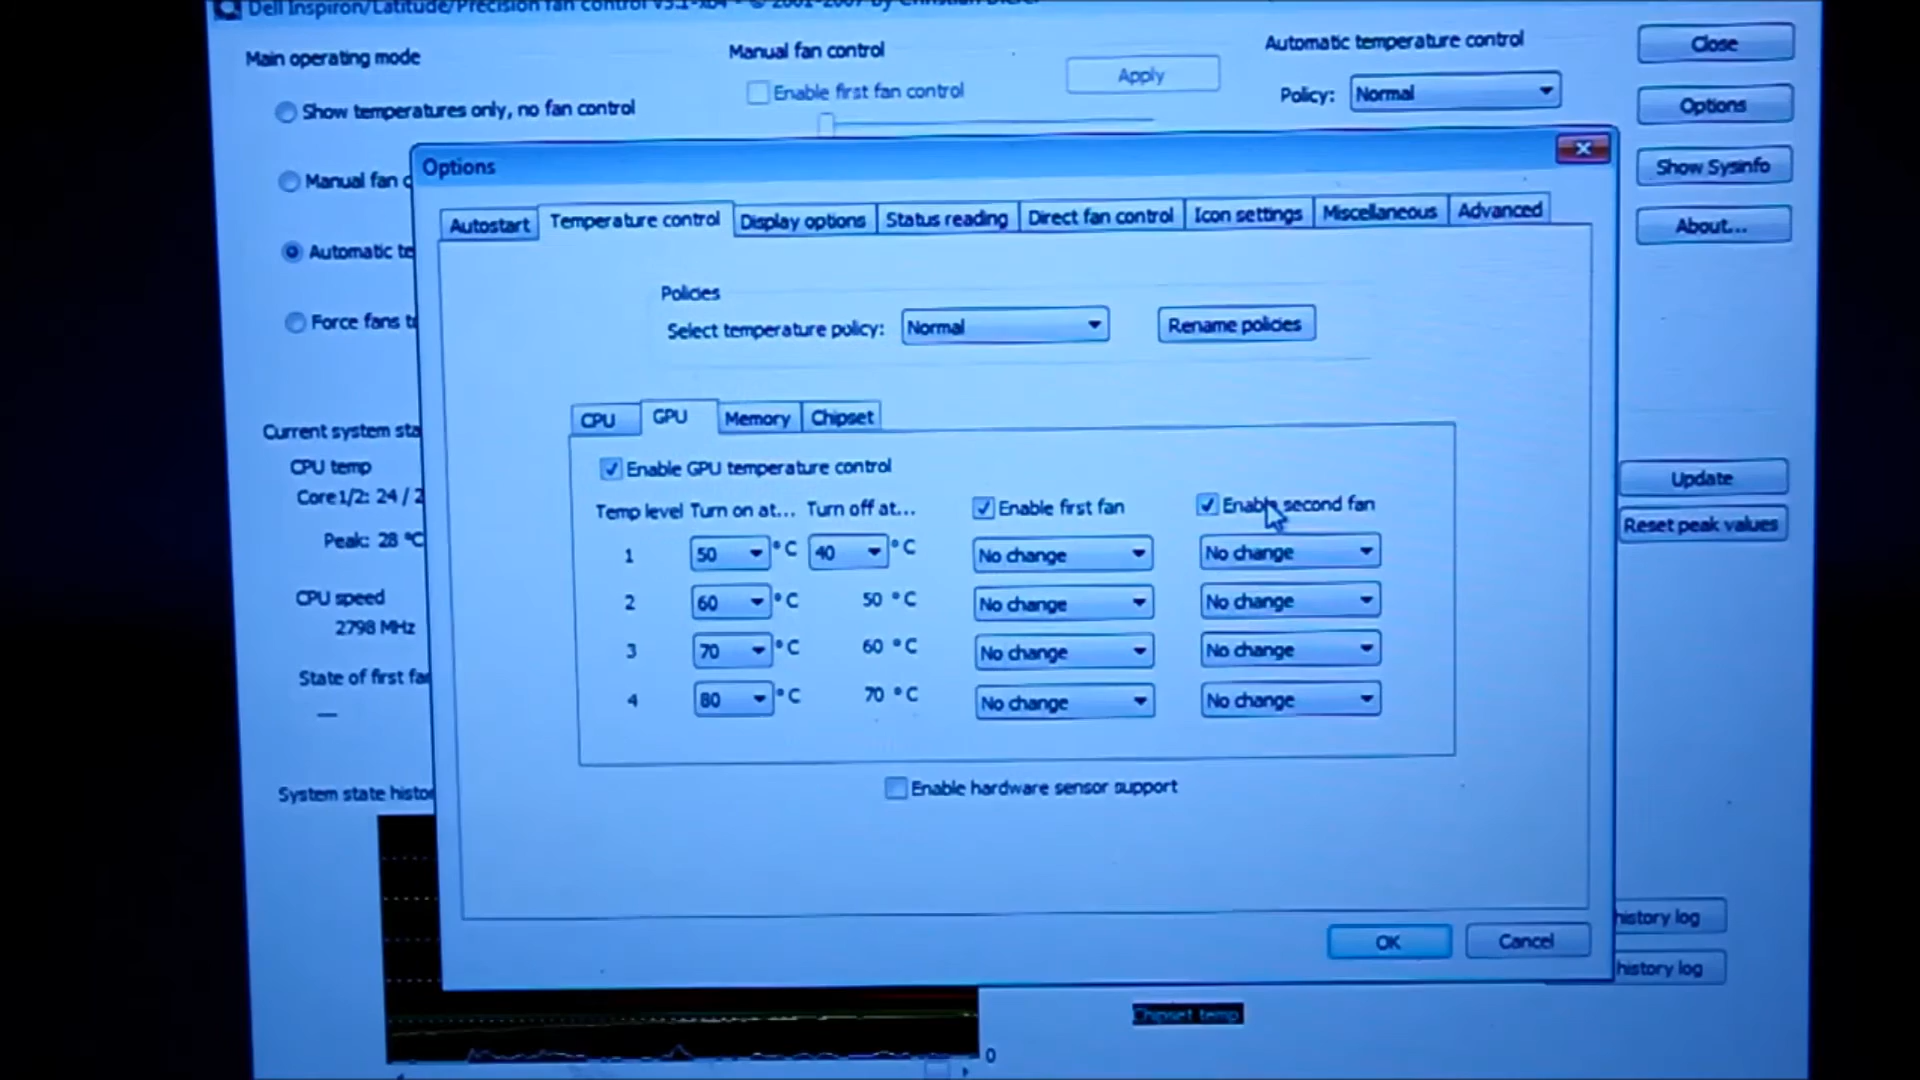 Dell Inspiron/Latitude/Precision fan control
Main operating mode
Show temperatures only, no fan control
Manual fan c
Automatic te
Force fans t
Manual fan control
Enable first fan control
Apply
Automatic temperature control
Policy: Normal
Close
Options
Show Sysinfo
About...
Options
Autostart Temperature control Display options Status reading Direct fan control Icon settings Miscellaneous Advanced
Policies
Select temperature policy: Normal Rename policies
CPU GPU Memory Chipset
Enable GPU temperature control
Temp level Turn on at... Turn off at... Enable first fan Enable second fan
1 50 °C 40 °C No change No change
2 60 °C 50 °C No change No change
3 70 °C 60 °C No change No change
4 80 °C 70 °C No change No change
Enable hardware sensor support
OK Cancel
Current system sta
CPU temp
Core1/2: 24 / 2
Peak: 28 °C
CPU speed
2798 MHz
State of first fa
—
System state histo
Update
Reset peak values
history log
history log
Chipset temp
0